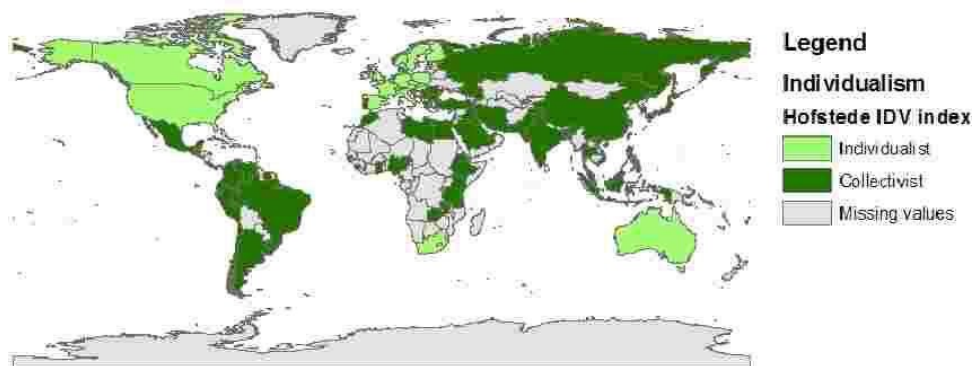 Legend
Individualism
Hofstede IDV index
Individualist
Collectivist
Missing values